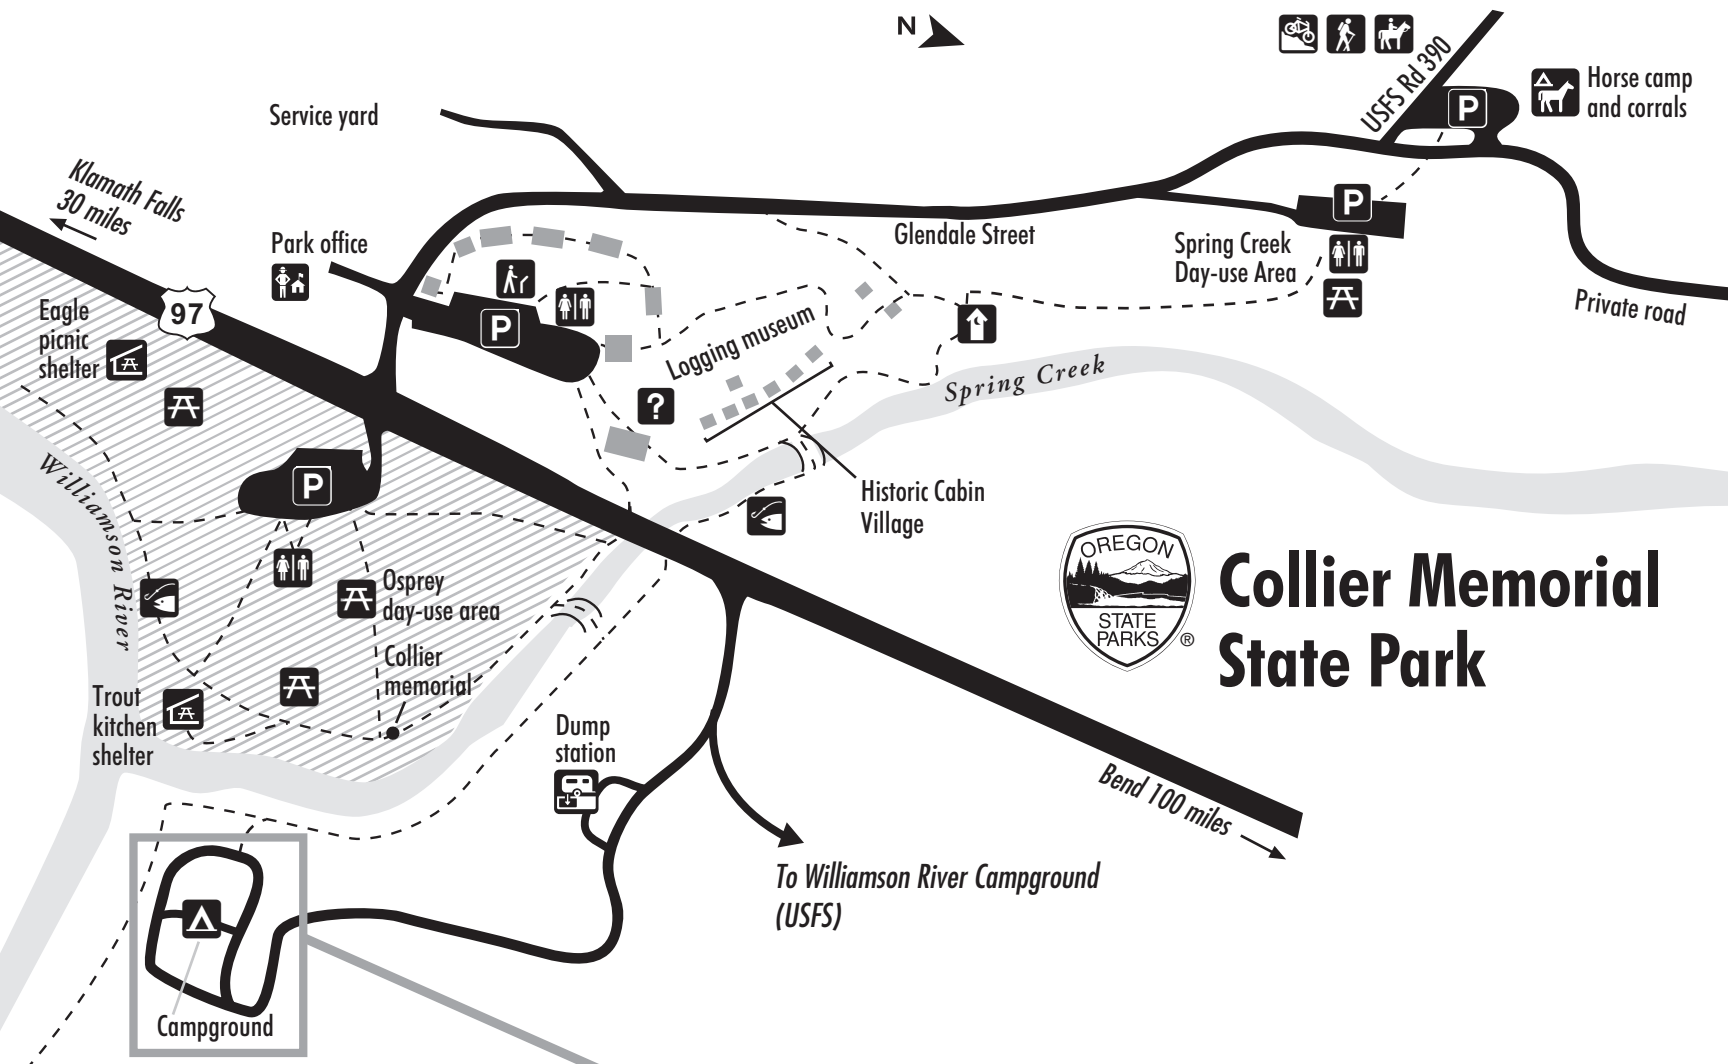 N
USFS Rd 390
P
Horse camp
and corrals
Service yard
Klamath Falls
30 miles
Park office
P
Glendale Street
Spring Creek
Day-use Area
Private road
97
Eagle
picnic
shelter
P
Logging museum
?
Spring Creek
Historic Cabin
Village
Williamson River
P
Osprey
day-use area
Collier
memorial
OREGON
STATE
PARKS
®
Collier Memorial
State Park
Trout
kitchen
shelter
Dump
station
Bend 100 miles
To Williamson River Campground
(USFS)
Campground